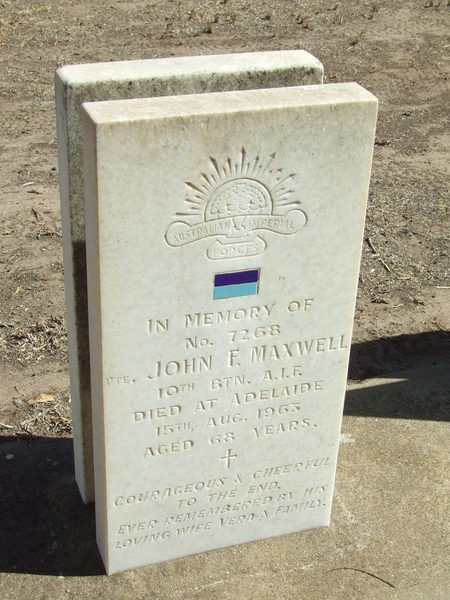 AUSTRALIAN IMPERIAL
FORCES
IN MEMORY OF
NO. 7268
PTE. JOHN F. MAXWELL
10TH BTN. A.I.F.
DIED AT ADELAIDE
15TH, AUG. 1965
AGED 68 YEARS.
COURAGEOUS & CHEERFUL
TO THE END.
EVER REMEMBERED BY HIS
LOVING WIFE VERA & FAMILY.